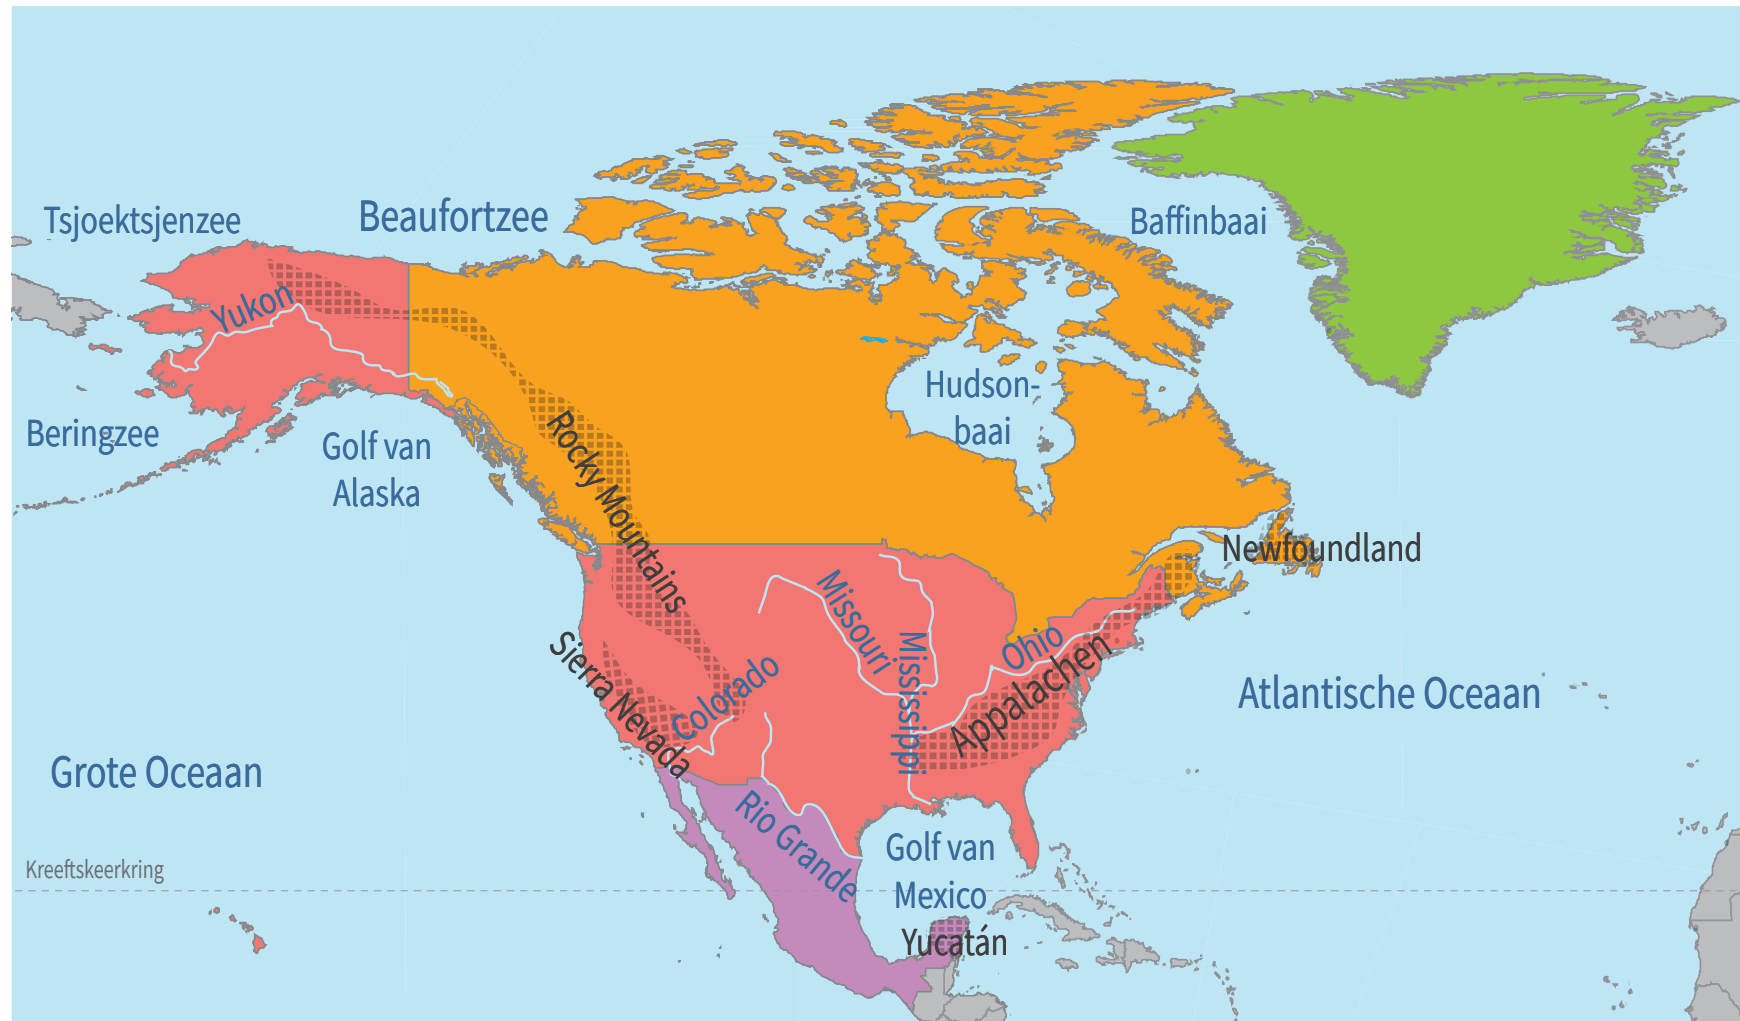 Tsjoektsjenzee
Beaufortzee
Baffinbaai
Yukon
Beringzee
Golf van
Alaska
Hudson-
baai
Rocky Mountains
Newfoundland
Missouri
Mississippi
Ohio
Appalachen
Sierra Nevada
Colorado
Atlantische Oceaan
Grote Oceaan
Rio Grande
Golf van
Mexico
Kreeftskeerkring
Yucatán